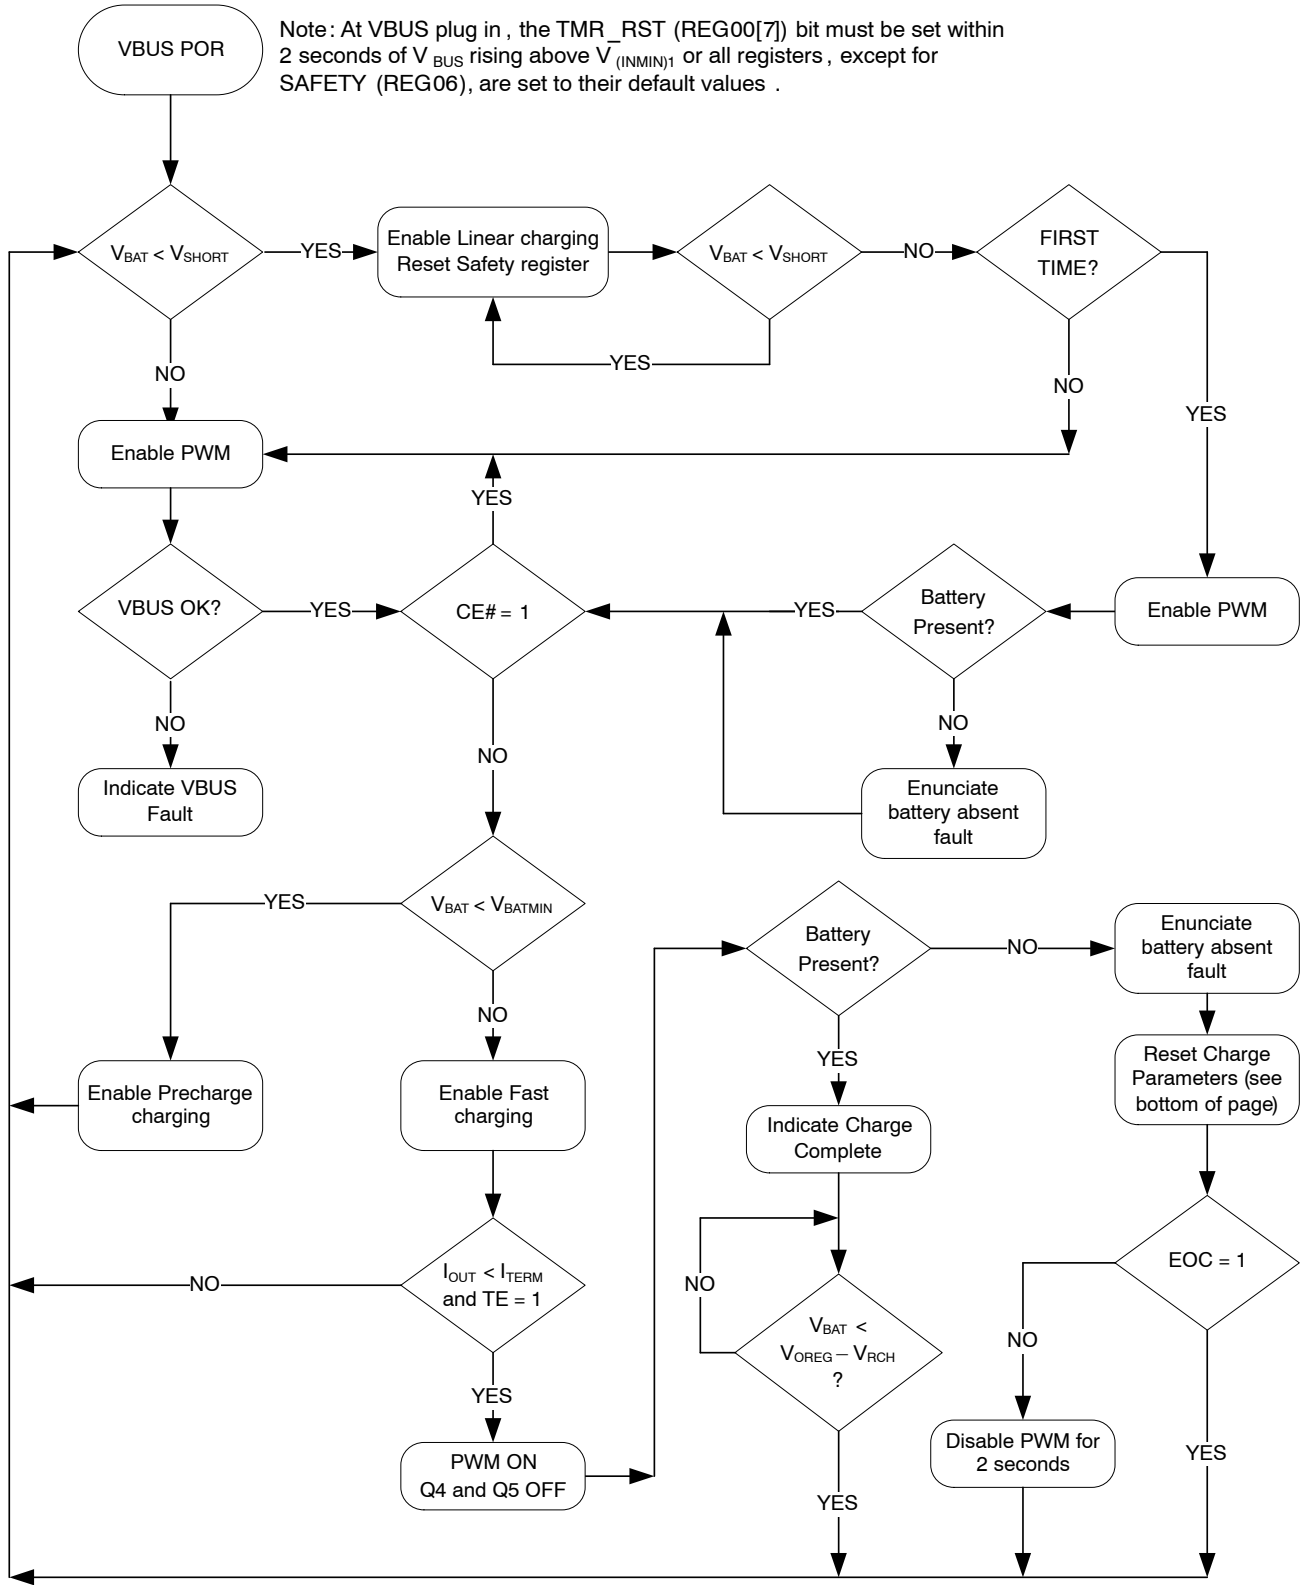 VBUS POR
Note: At VBUS plug in, the TMR_RST (REG00[7]) bit must be set within
2 seconds of V BUS rising above V (INMIN)1 or all registers, except for
SAFETY (REG06), are set to their default values .
VBAT < VSHORT
YES
Enable Linear charging
Reset Safety register
VBAT < VSHORT
NO
FIRST
TIME?
YES
NO
NO
YES
Enable PWM
YES
VBUS OK?
YES
CE# = 1
YES
Battery
Present?
Enable PWM
NO
NO
NO
Indicate VBUS
Fault
Enunciate
battery absent
fault
YES
VBAT < VBATMIN
Battery
Present?
NO
Enunciate
battery absent
fault
NO
YES
Enable Precharge
charging
Enable Fast
charging
Reset Charge
Parameters (see
bottom of page)
Indicate Charge
Complete
NO
IOUT < ITERM
and TE = 1
NO
EOC = 1
VBAT <
VOREG – VRCH
?
NO
YES
YES
PWM ON
Q4 and Q5 OFF
Disable PWM for
2 seconds
YES